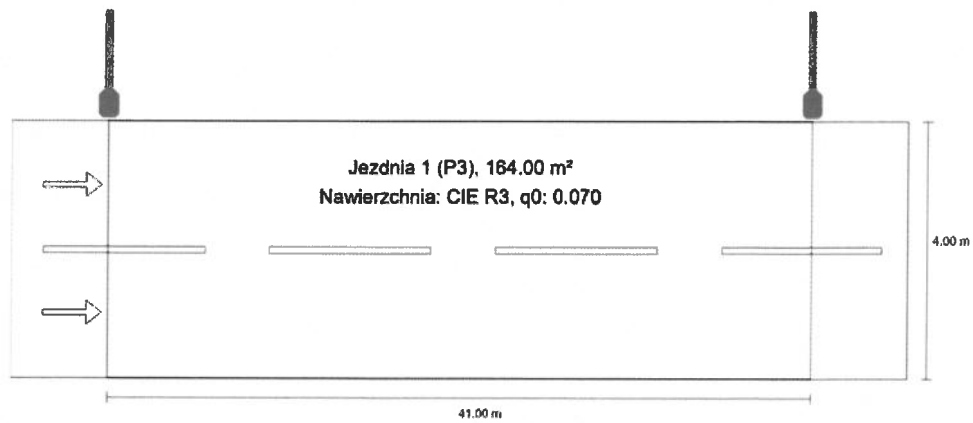 Jezdnia 1 (P3), 164.00 m²
Nawierzchnia: CIE R3, q0: 0.070
4.00 m
41.00 m